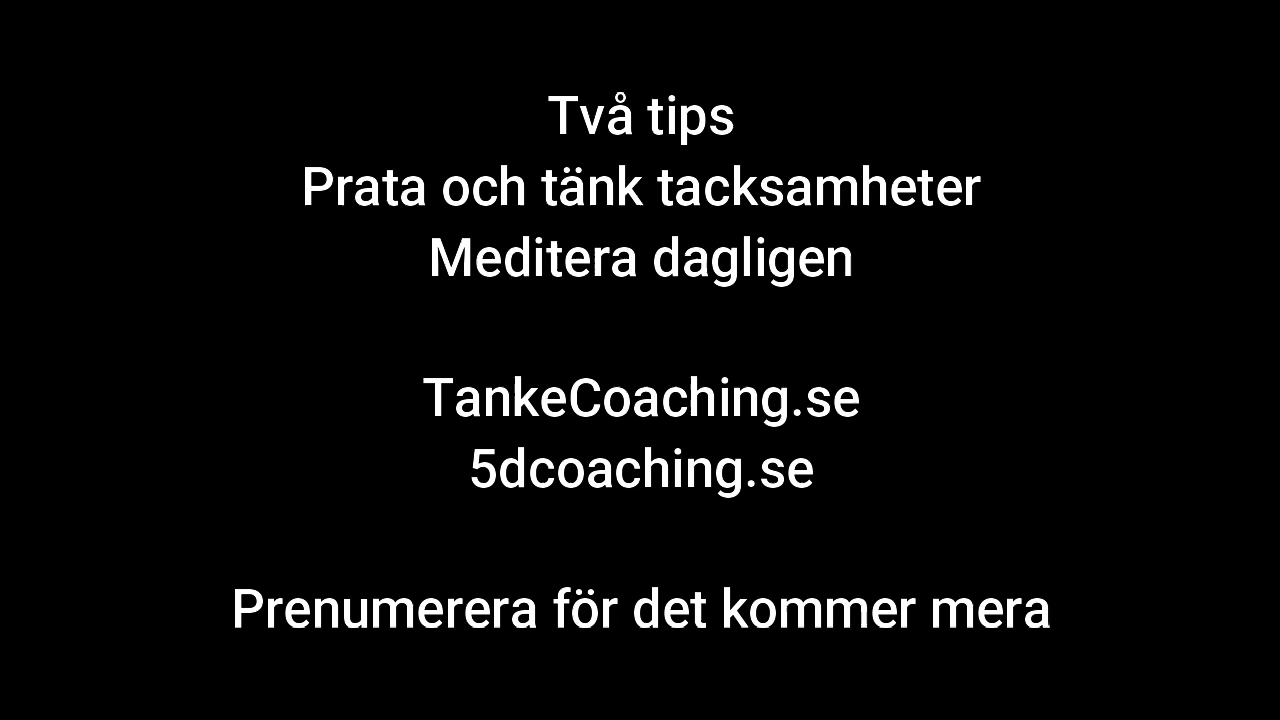 Två tips
Prata och tänk tacksamheter
Meditera dagligen
TankeCoaching.se
5dcoaching.se
Prenumerera för det kommer mera